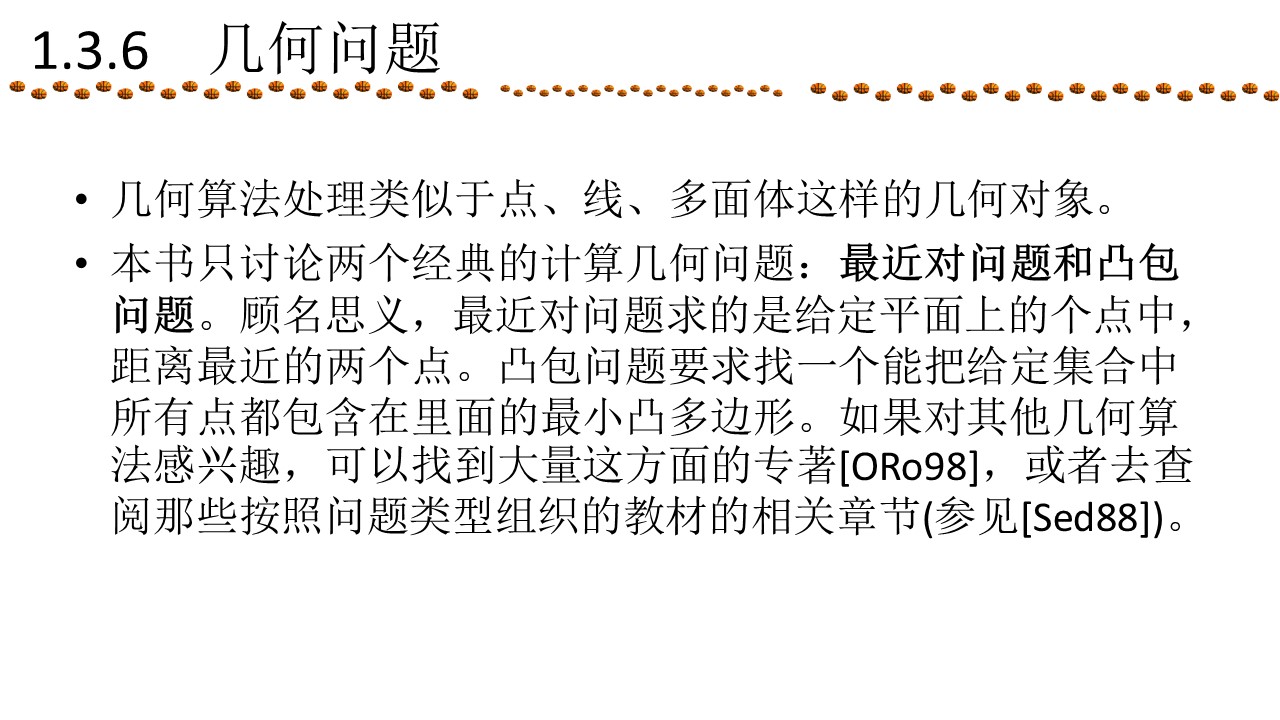 1.3.6 几何问题
• 几何算法处理类似于点、线、多面体这样的几何对象。
• 本书只讨论两个经典的计算几何问题：最近对问题和凸包
问题。顾名思义，最近对问题求的是给定平面上的个点中，
距离最近的两个点。凸包问题要求找一个能把给定集合中
所有点都包含在里面的最小凸多边形。如果对其他几何算
法感兴趣，可以找到大量这方面的专著[ORo98]，或者去查
阅那些按照问题类型组织的教材的相关章节(参见[Sed88])。